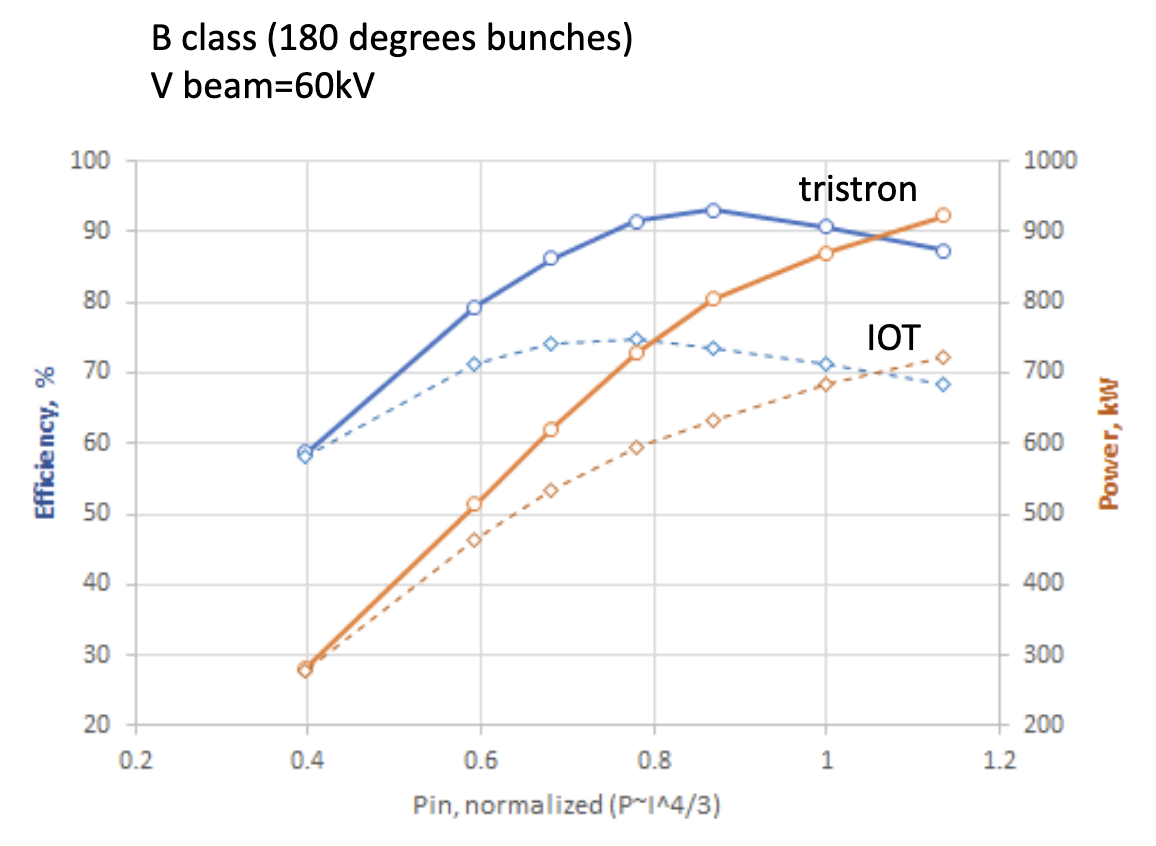 B class (180 degrees bunches)
V beam=60kV
100
90
80
70
60
50
40
30
20
Efficiency, %
1000
900
800
700
600
500
400
300
200
Power, kW
tristron
IOT
0.2 0.4 0.6 0.8 1 1.2
Pin, normalized (P~I^4/3)